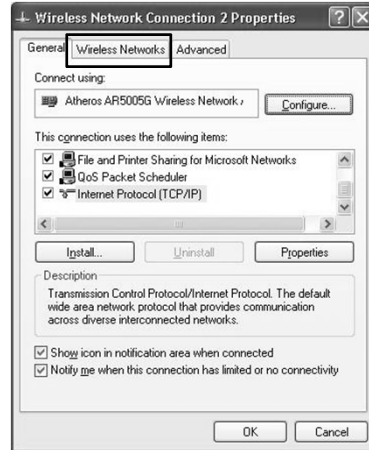 Wireless Network Connection 2 Properties
General Wireless Networks Advanced
Connect using:
Atheros AR5005G Wireless Network
Configure...
This connection uses the following items:
File and Printer Sharing for Microsoft Networks
QoS Packet Scheduler
Internet Protocol (TCP/IP)
Install... Uninstall Properties
Description
Transmission Control Protocol/Internet Protocol. The default
wide area network protocol that provides communication
across diverse interconnected networks.
Show icon in notification area when connected
Notify me when this connection has limited or no connectivity
OK Cancel